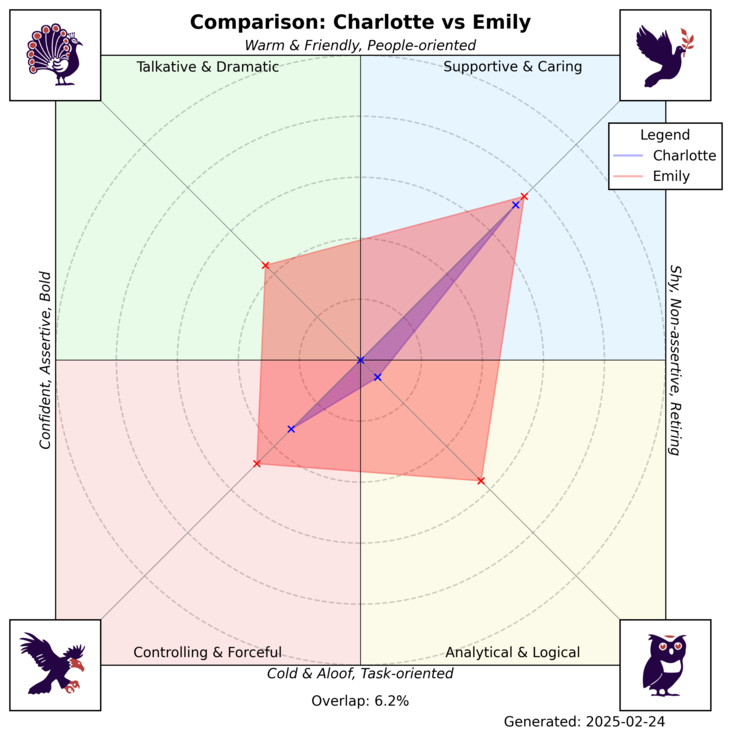 Comparison: Charlotte vs Emily
Warm & Friendly, People-oriented
Talkative & Dramatic
Supportive & Caring
Legend
Charlotte
Emily
Confident, Assertive, Bold
Shy, Non-assertive, Retiring
Controlling & Forceful
Analytical & Logical
Cold & Aloof, Task-oriented
Overlap: 6.2%
Generated: 2025-02-24